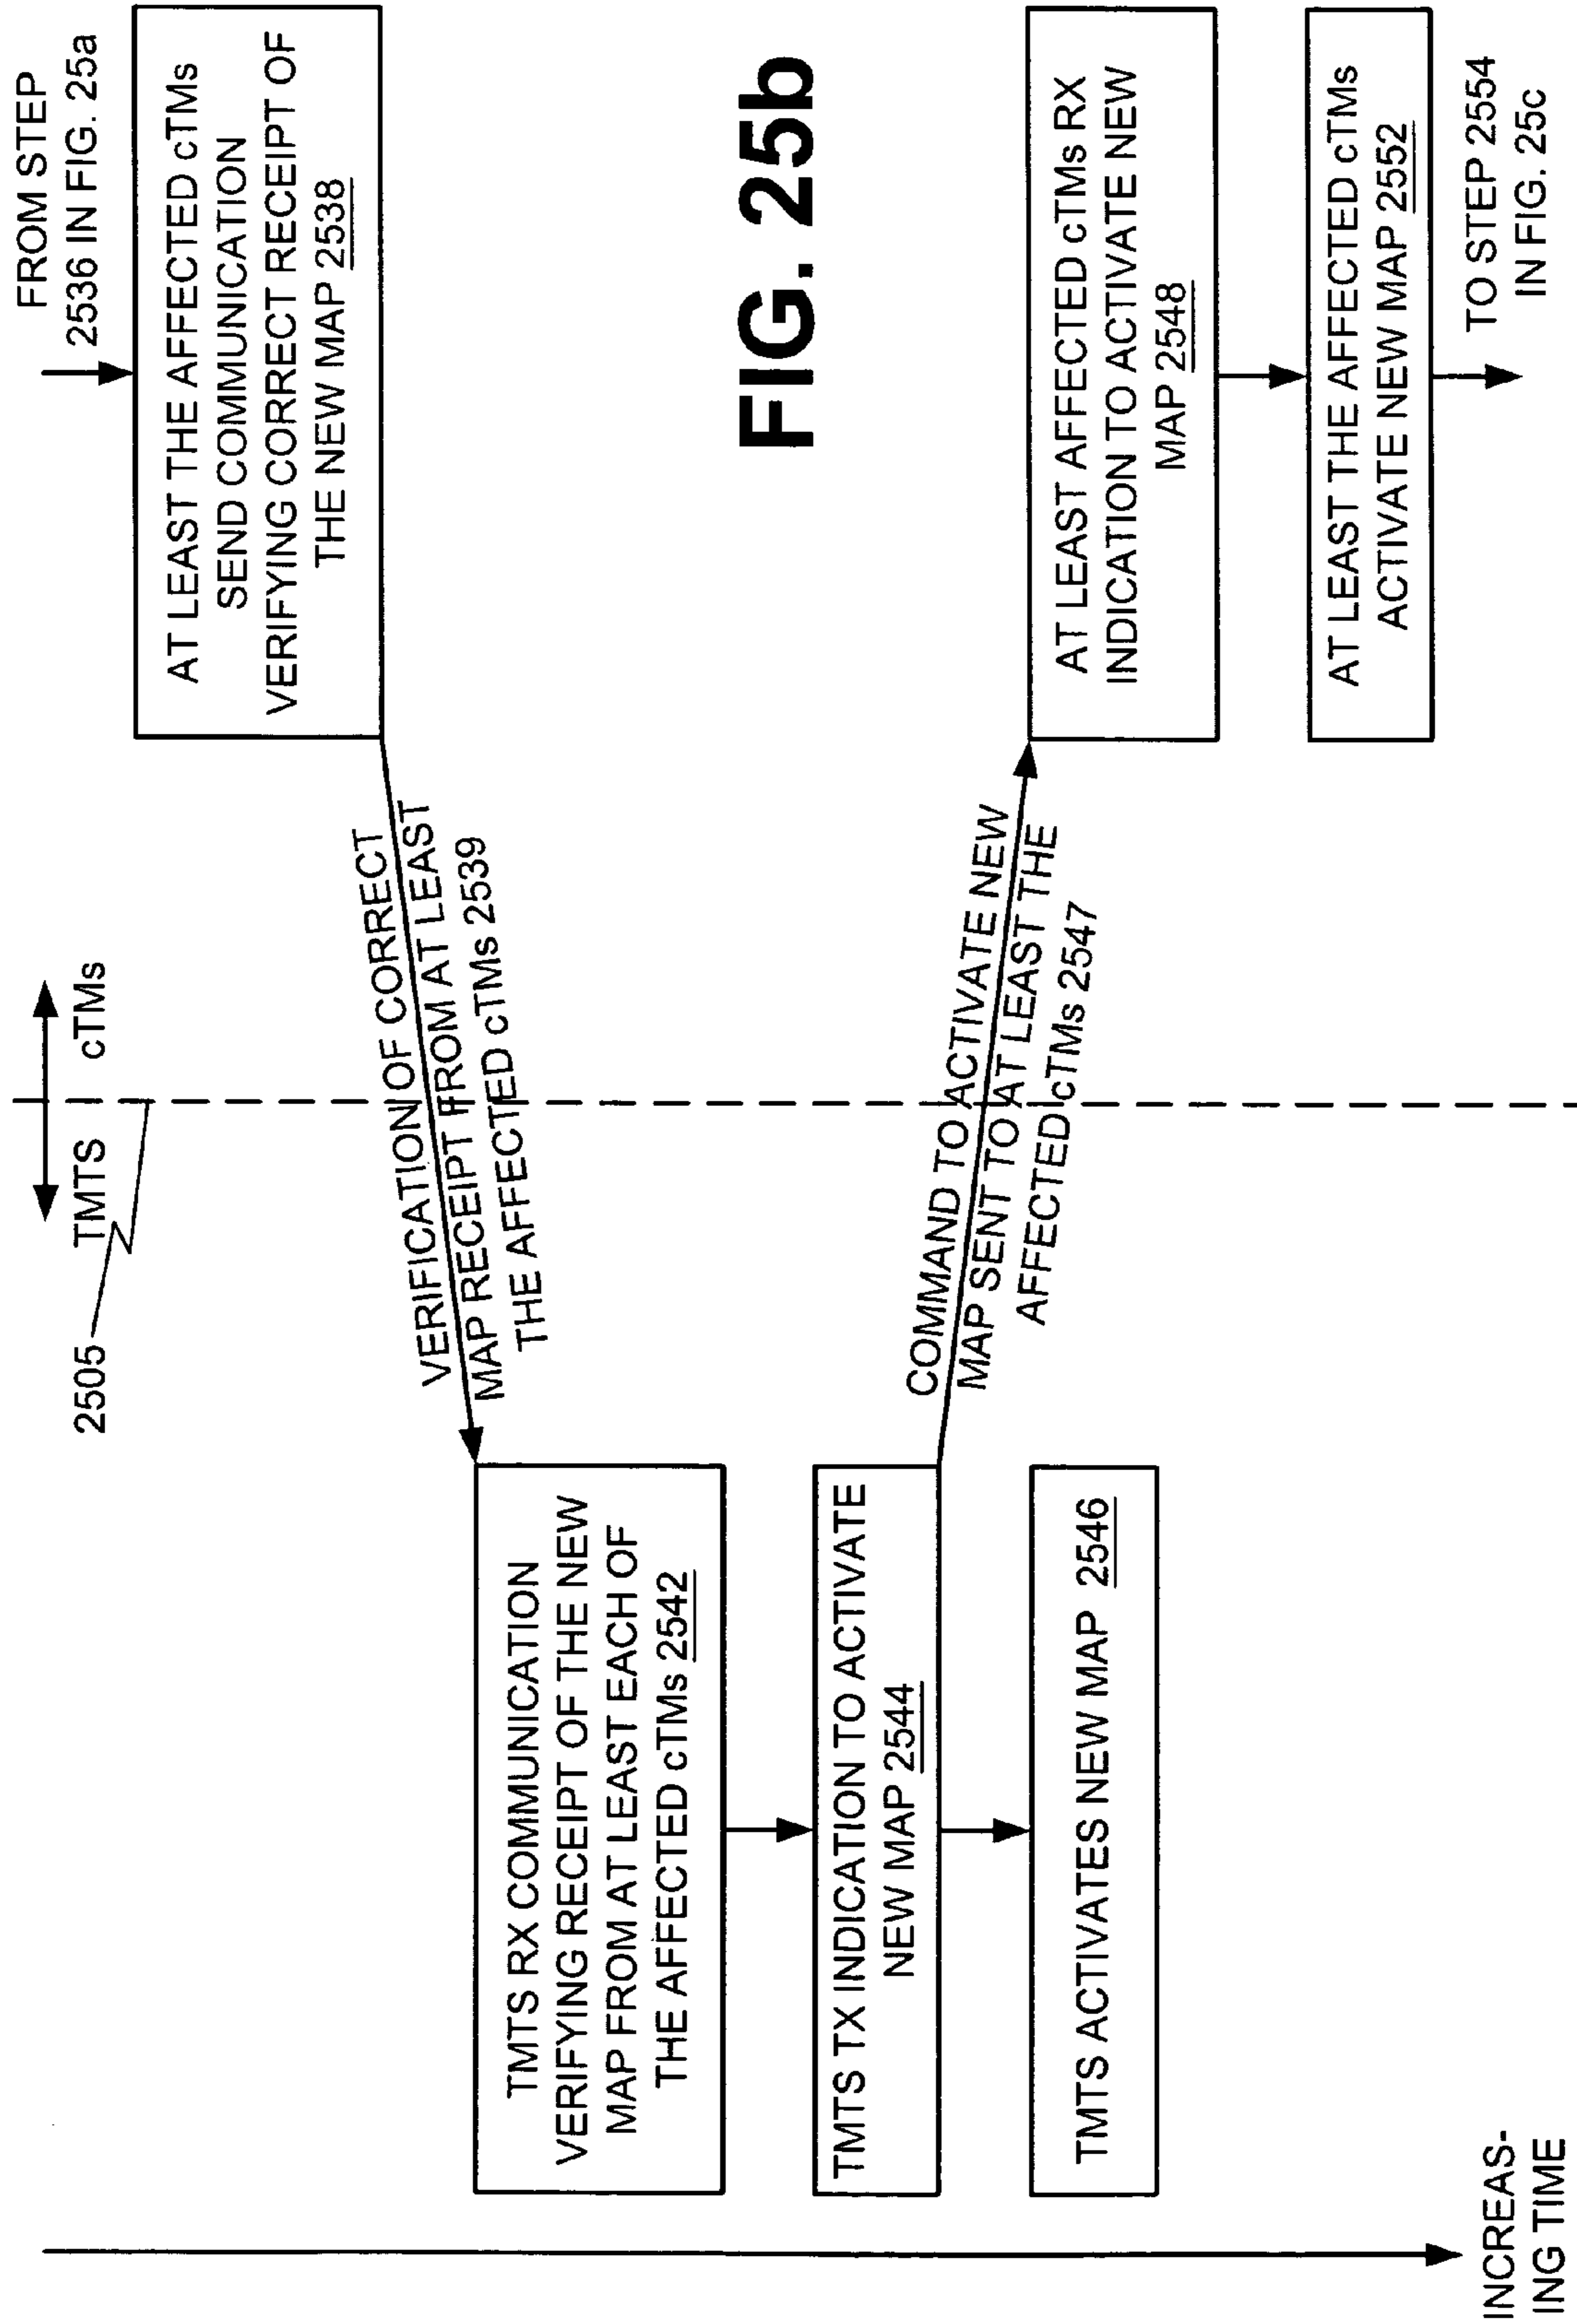 2505
TMTS
cTMs
FROM STEP
2536 IN FIG. 25a
AT LEAST THE AFFECTED cTMs
SEND COMMUNICATION
VERIFYING CORRECT RECEIPT OF
THE NEW MAP 2538
VERIFICATION OF CORRECT
MAP RECEIPT FROM AT LEAST
THE AFFECTED cTMs 2539
TMTS RX COMMUNICATION
VERIFYING RECEIPT OF THE NEW
MAP FROM AT LEAST EACH OF
THE AFFECTED cTMs 2542
TMTS TX INDICATION TO ACTIVATE
NEW MAP 2544
COMMAND TO ACTIVATE NEW
MAP SENT TO AT LEAST THE
AFFECTED cTMs 2547
TMTS ACTIVATES NEW MAP 2546
AT LEAST AFFECTED cTMs RX
INDICATION TO ACTIVATE NEW
MAP 2548
AT LEAST THE AFFECTED cTMs
ACTIVATE NEW MAP 2552
TO STEP 2554
IN FIG. 25c
INCREAS-
ING TIME
FIG. 25b